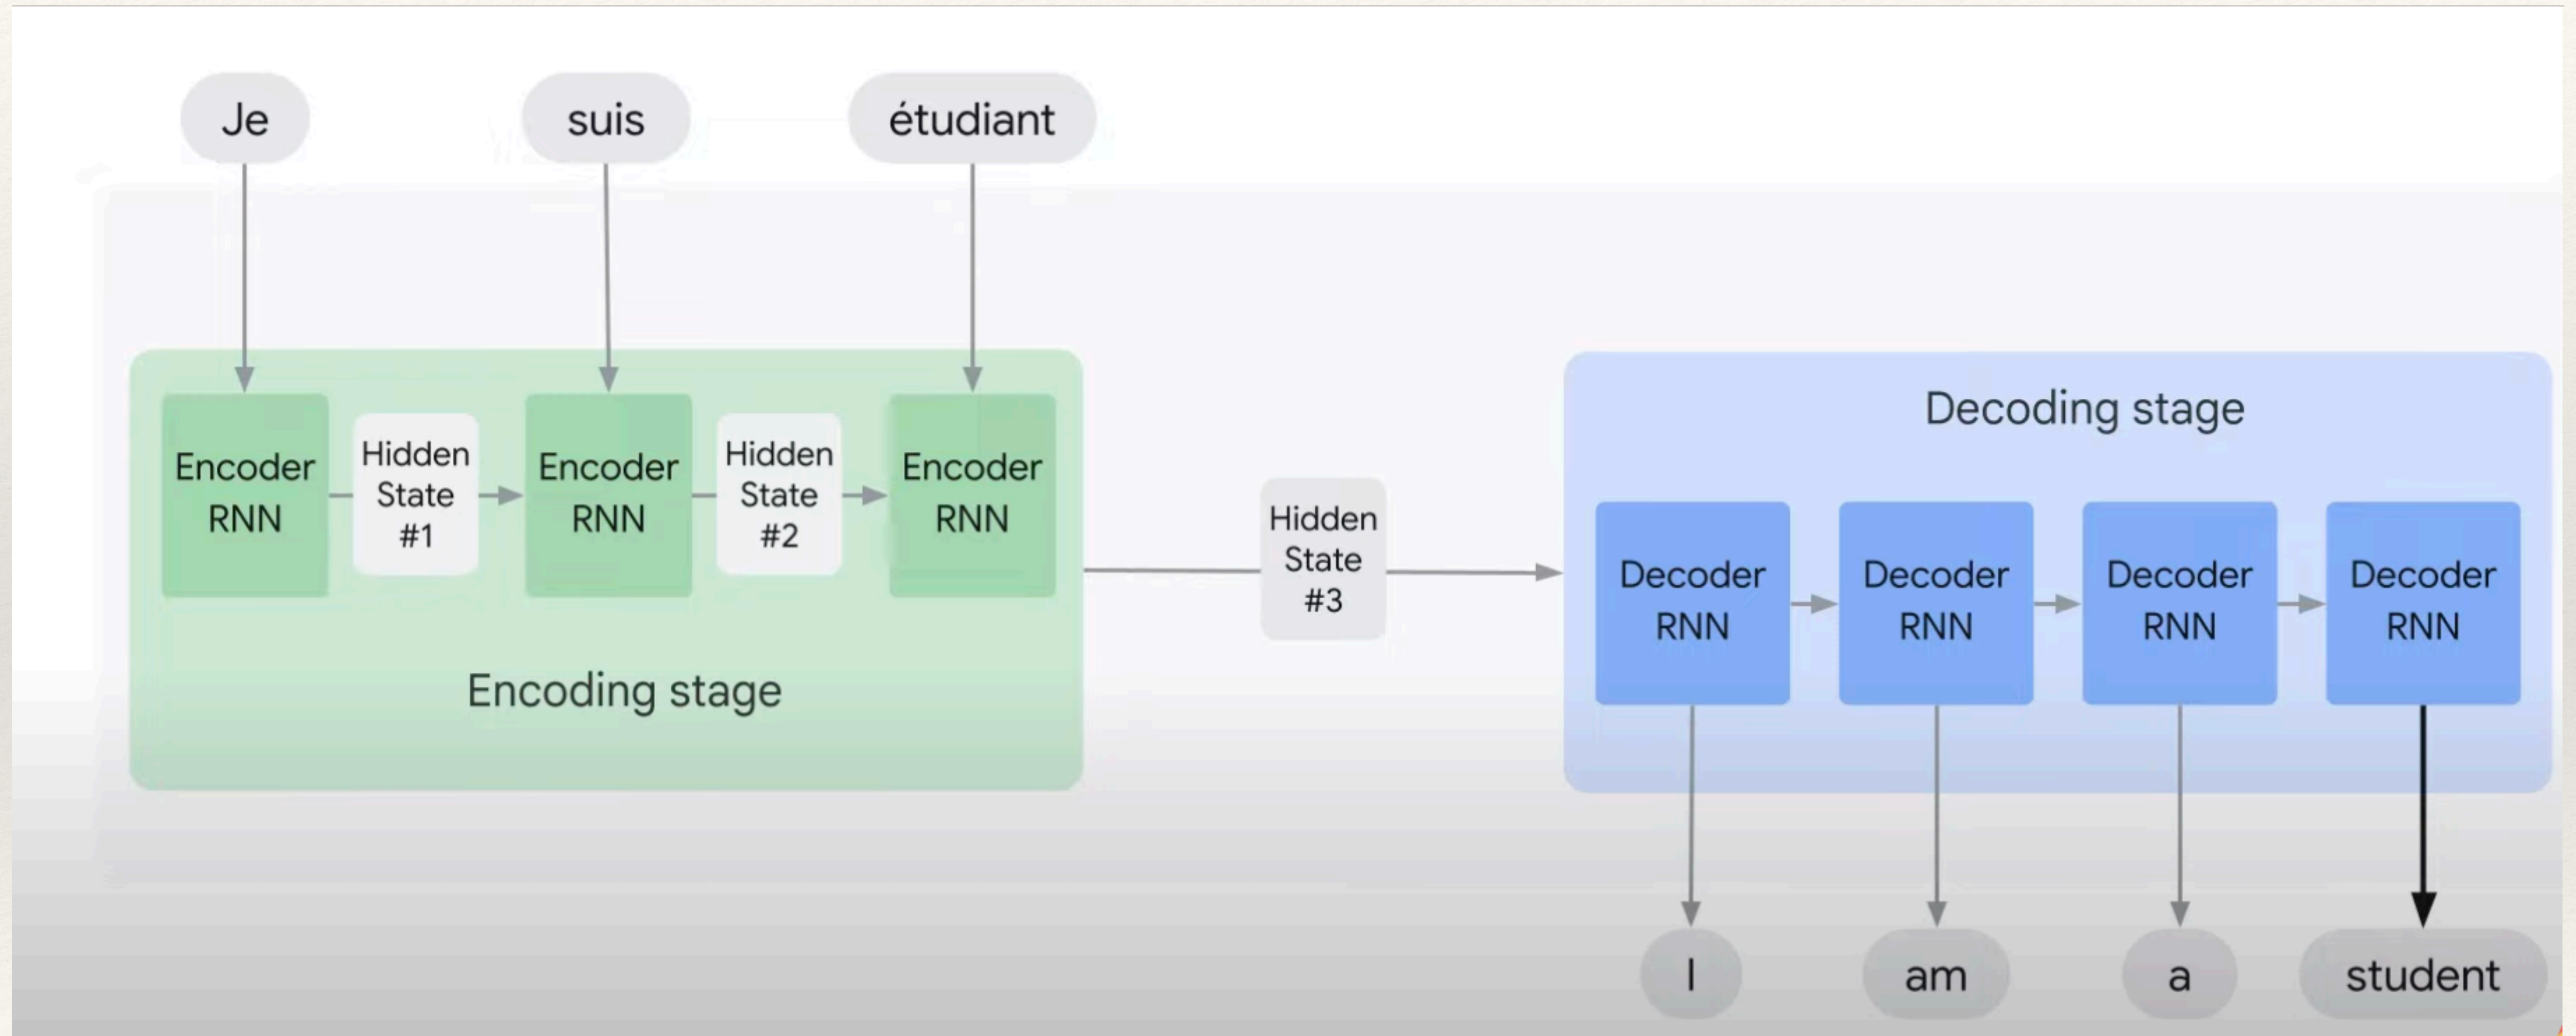 Je
suis
étudiant
Encoder
RNN
Hidden
State
#1
Encoder
RNN
Hidden
State
#2
Encoder
RNN
Encoding stage
Hidden
State
#3
Decoding stage
Decoder
RNN
Decoder
RNN
Decoder
RNN
Decoder
RNN
I
am
a
student